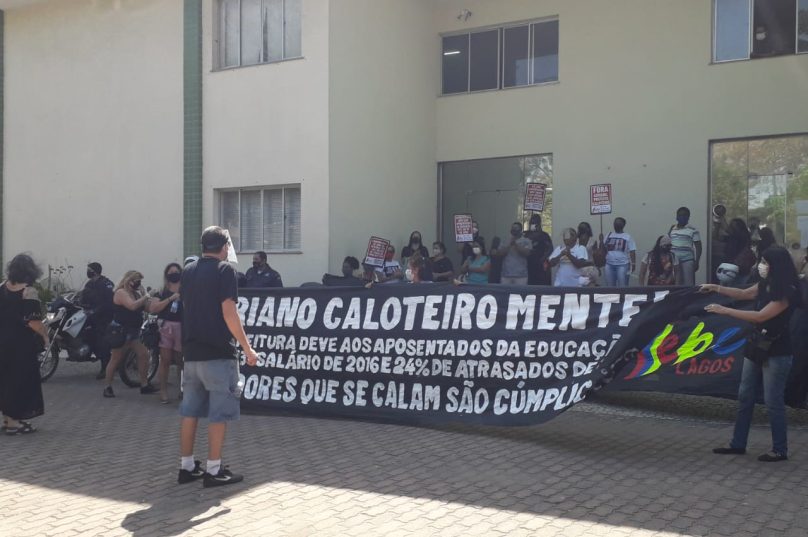 FORA
RIANO CALOTEIRO MENTE
EITURA DEVE AOS APOSENTADOS DA EDUCAÇÃ
SALÁRIO DE 2016 E 24% DE ATRASADOS DE
ORES QUE SE CALAM SÃO CÚMPLIC
Sepe
LAGOS